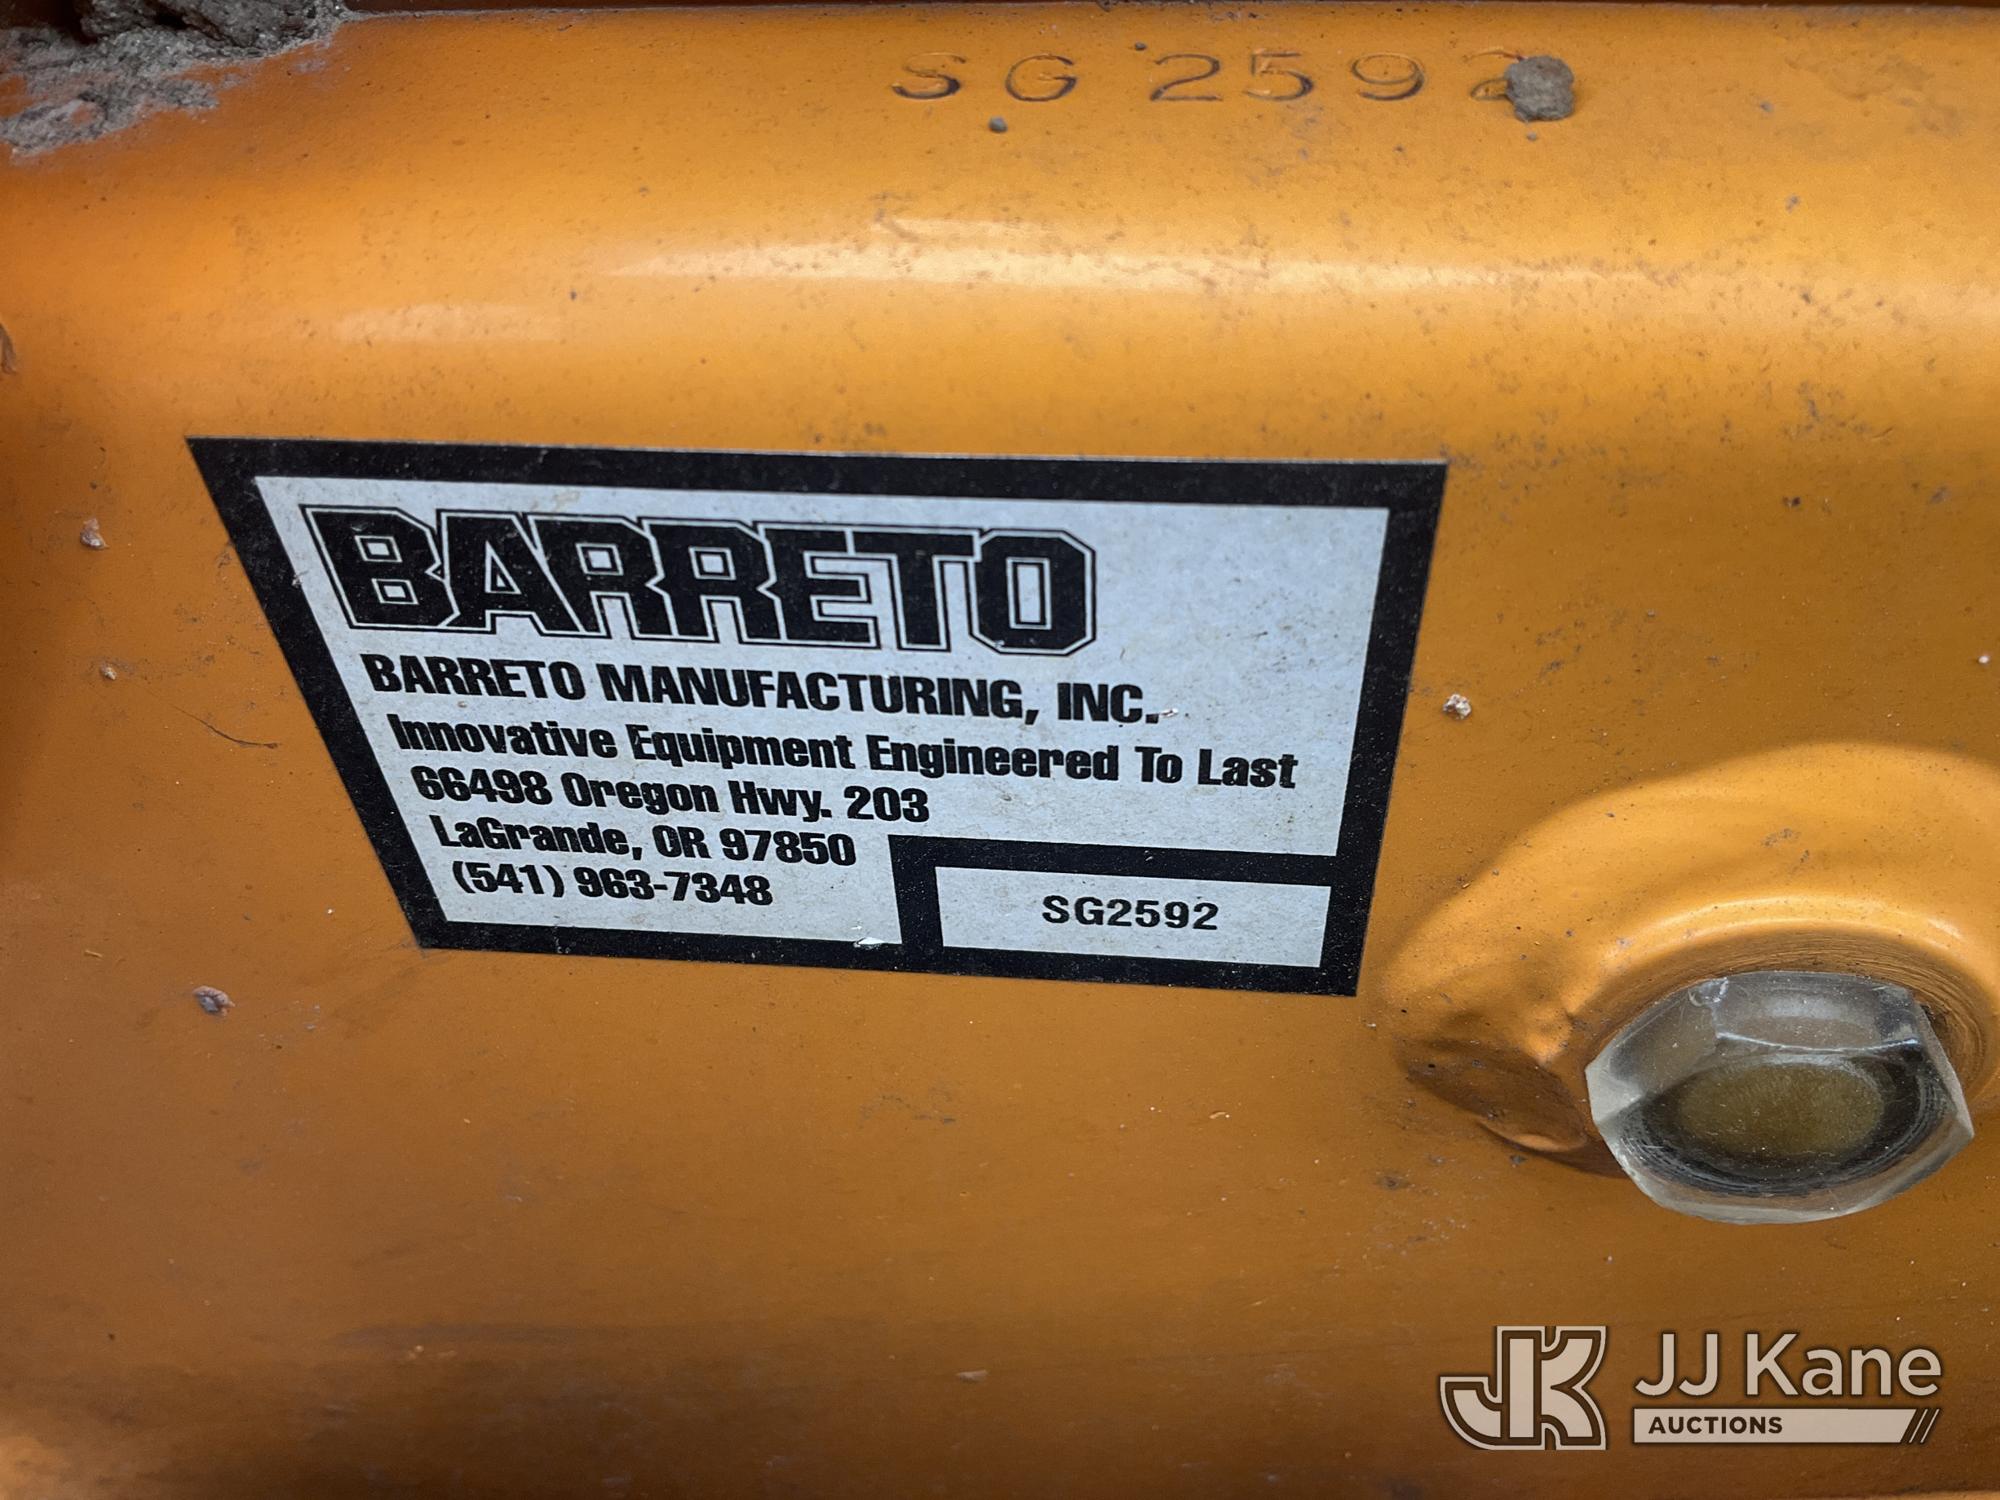 SG 2592
BARRETO
BARRETO MANUFACTURING, INC.
Innovative Equipment Engineered To Last
66498 Oregon Hwy. 203
LaGrande, OR 97850
(541) 963-7348
SG2592
JK JJ Kane
AUCTIONS